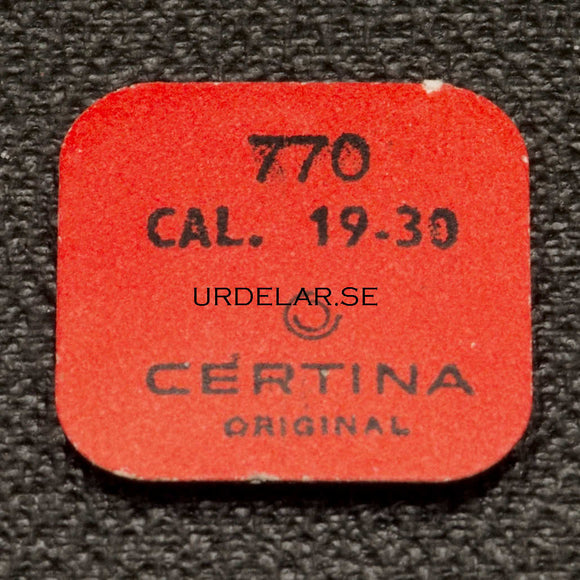 770
CAL. 19-30
URDELAR.SE
CERTINA
ORIGINAL